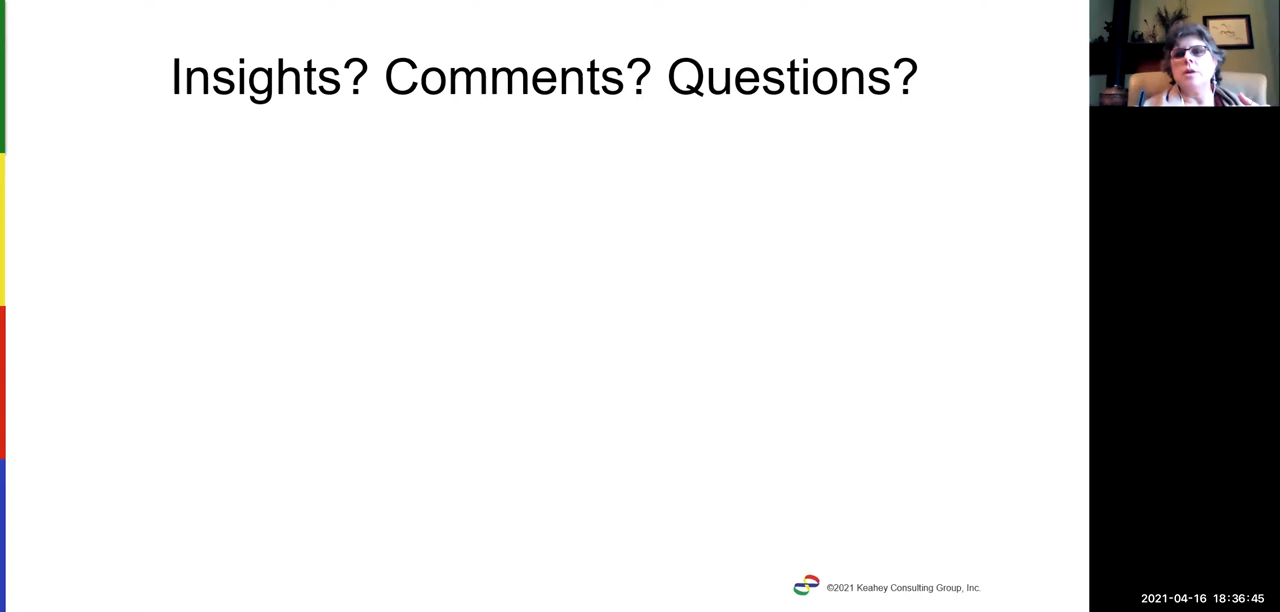 Insights? Comments? Questions?
©2021 Keahey Consulting Group, Inc.
2021-04-16 18:36:45